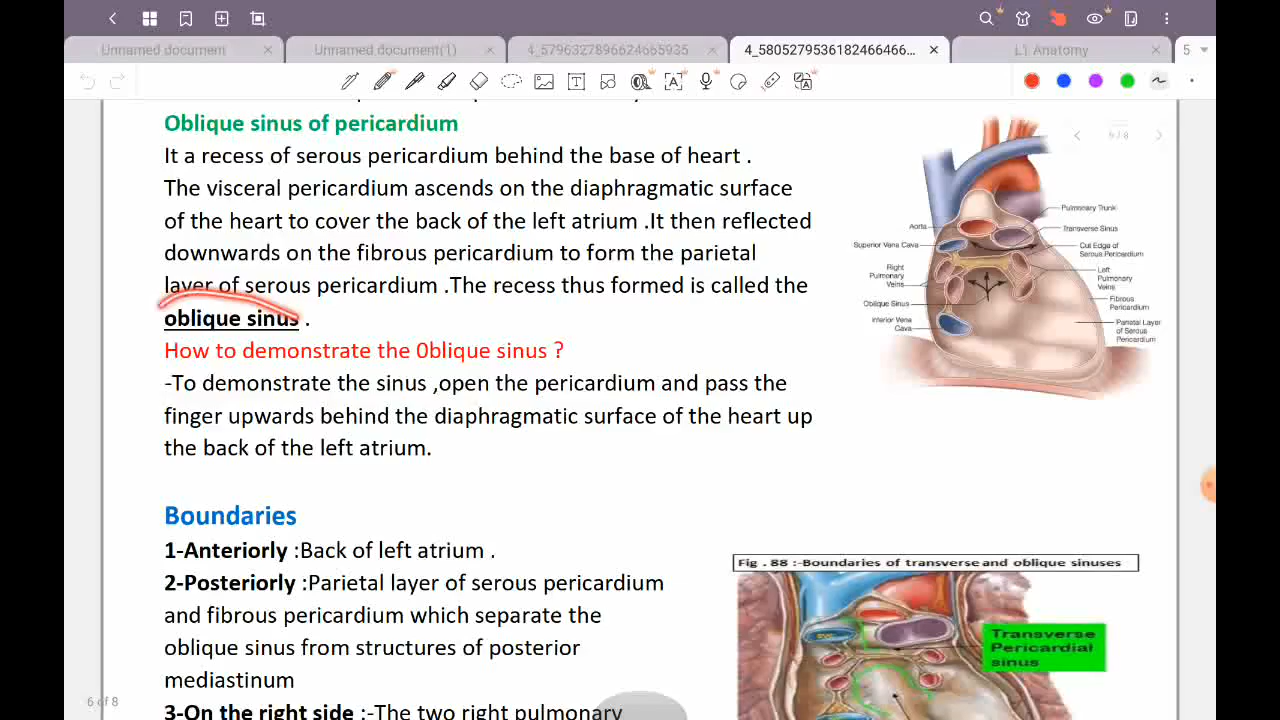 Unnamed document
Unnamed document(1)
4_5796327896624665935
4_5805279536182466466...
L'1 Anatomy
5
Oblique sinus of pericardium
It a recess of serous pericardium behind the base of heart .
The visceral pericardium ascends on the diaphragmatic surface
of the heart to cover the back of the left atrium .It then reflected
downwards on the fibrous pericardium to form the parietal
layer of serous pericardium .The recess thus formed is called the
oblique sinus .
How to demonstrate the 0blique sinus ?
-To demonstrate the sinus ,open the pericardium and pass the
finger upwards behind the diaphragmatic surface of the heart up
the back of the left atrium.
Boundaries
1-Anteriorly :Back of left atrium .
2-Posteriorly :Parietal layer of serous pericardium
and fibrous pericardium which separate the
oblique sinus from structures of posterior
mediastinum
3-On the right side :-The two right pulmonary
6 of 8
Pulmonary Trunk
Aorta
Transverse Sinus
Superior Vena Cava
Cut Edge of
Serous Pericardium
Right
Pulmonary
Veins
Left
Pulmonary
Veins
Oblique Sinus
Fibrous
Pericardium
Inferior Vena
Cava
Parietal Layer
of Serous
Pericardium
Fig . 88 :-Boundaries of transverse and oblique sinuses
Transverse
Pericardial
sinus